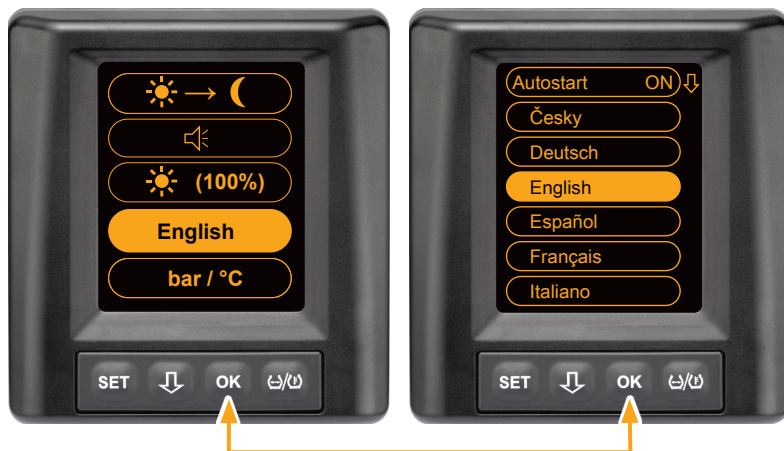 (100%)
English
bar / °C
SET OK
Autostart ON
Česky
Deutsch
English
Español
Français
Italiano
SET OK